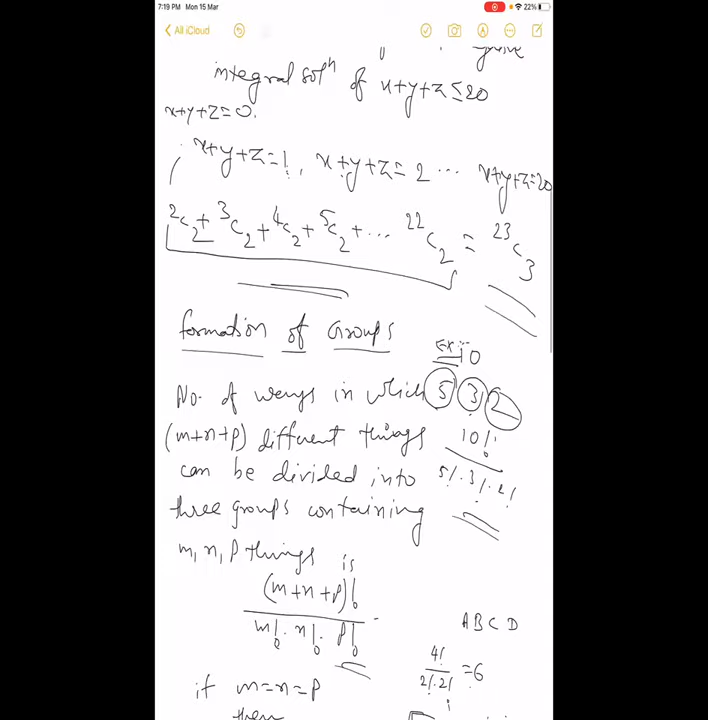 7:19 PM Mon 15 Mar
22%
All iCloud
integral solⁿ of x+y+z≤20
x+y+z=0.
x+y+z=1, x+y+z=2 ... x+y+z=20
²C₂+³C₂+⁴C₂+⁵C₂+... ²²C₂ = ²³C₃
Formation of Groups
Ex:- 10
No. of ways in which 5 3 2
(m+n+p) different things 10!
can be divided into 5!.3!.2!
three groups containing
m, n, p things is
(m+n+p)!
m!. n!. p!
A B C D
4!/2!.2! =6
if m=n=p
then